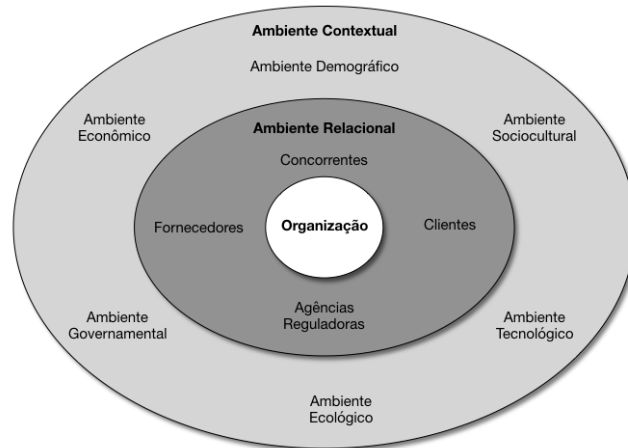 Ambiente Contextual
Ambiente Demográfico
Ambiente
Econômico
Ambiente
Sociocultural
Ambiente Relacional
Concorrentes
Fornecedores
Organização
Clientes
Agências
Reguladoras
Ambiente
Governamental
Ambiente
Tecnológico
Ambiente
Ecológico